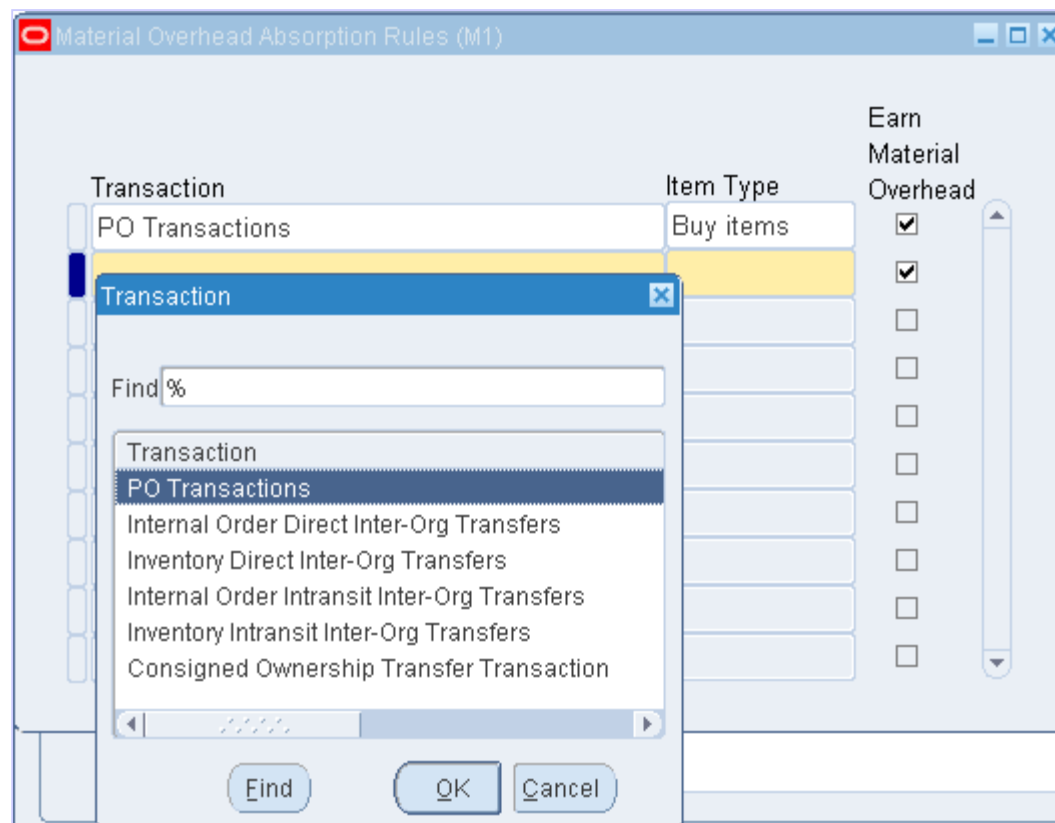 Material Overhead Absorption Rules (M1)
Earn
Material
Overhead
Transaction
Item Type
PO Transactions
Buy items
Transaction
Find
%
Transaction
PO Transactions
Internal Order Direct Inter-Org Transfers
Inventory Direct Inter-Org Transfers
Internal Order Intransit Inter-Org Transfers
Inventory Intransit Inter-Org Transfers
Consigned Ownership Transfer Transaction
Find
OK
Cancel